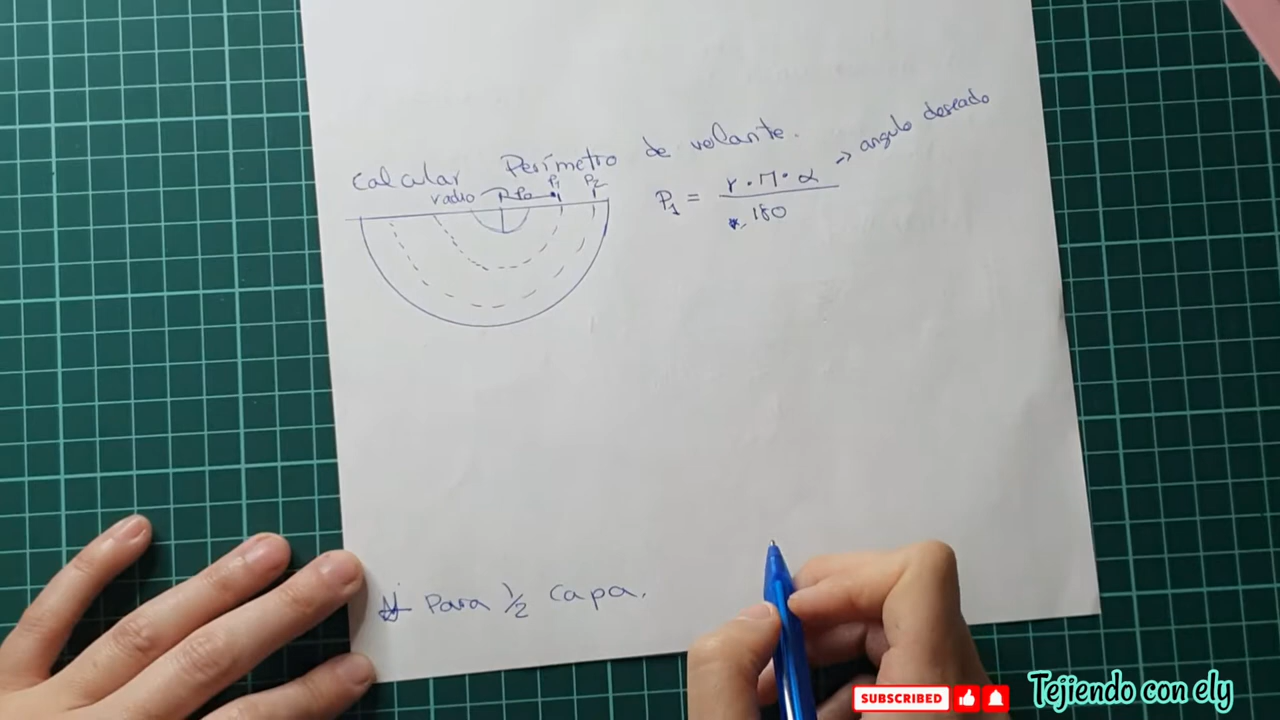 Calcular Perímetro de volante.
radio R P0 P1 P2
P1 = r · π · α -> angulo deseado
180
Para 1/2 capa.
SUBSCRIBED
Tejiendo con ely